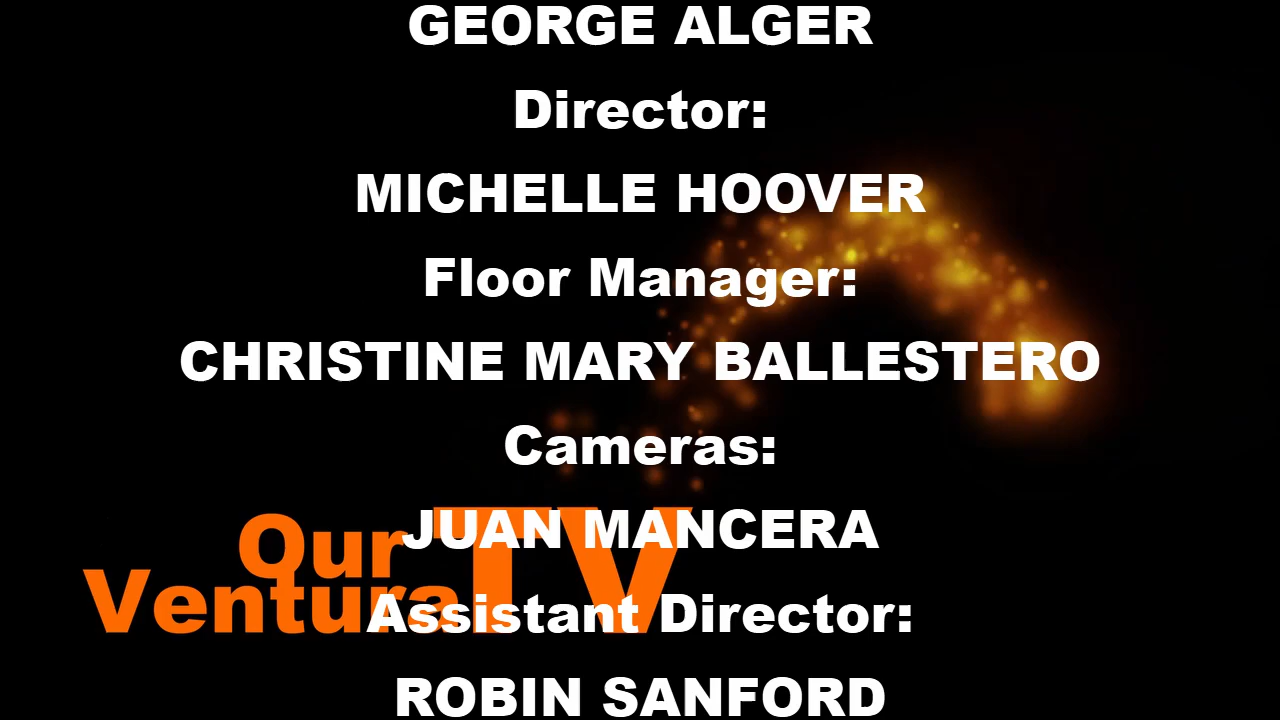 GEORGE ALGER
Director:
MICHELLE HOOVER
Floor Manager:
CHRISTINE MARY BALLESTERO
Cameras:
JUAN MANCERA
Our
Ventura TV
Assistant Director:
ROBIN SANFORD